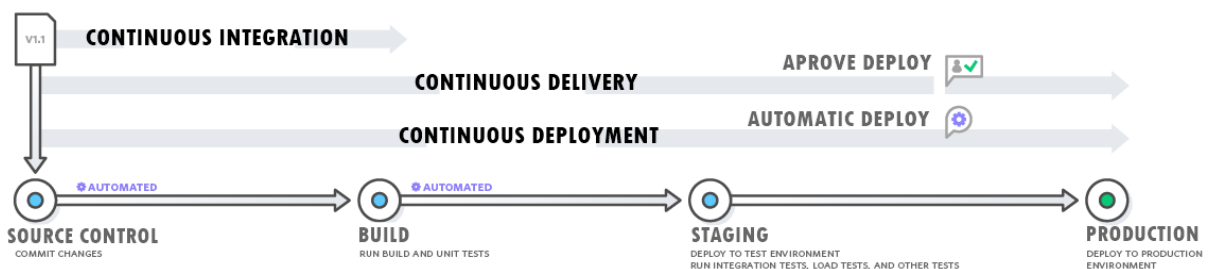 V1.1
CONTINUOUS INTEGRATION
APROVE DEPLOY
CONTINUOUS DELIVERY
AUTOMATIC DEPLOY
CONTINUOUS DEPLOYMENT
AUTOMATED
AUTOMATED
SOURCE CONTROL
COMMIT CHANGES
BUILD
RUN BUILD AND UNIT TESTS
STAGING
DEPLOY TO TEST ENVIRONMENT
RUN INTEGRATION TESTS, LOAD TESTS, AND OTHER TESTS
PRODUCTION
DEPLOY TO PRODUCTION
ENVIRONMENT